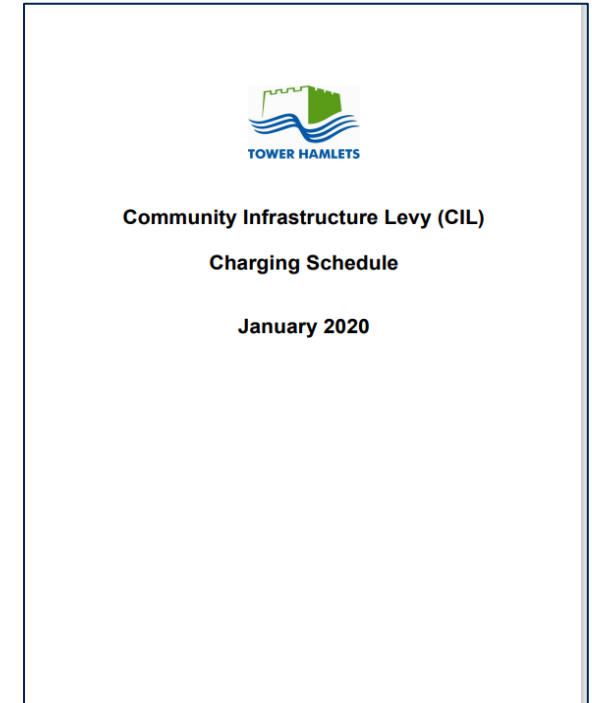 TOWER HAMLETS
Community Infrastructure Levy (CIL)
Charging Schedule
January 2020